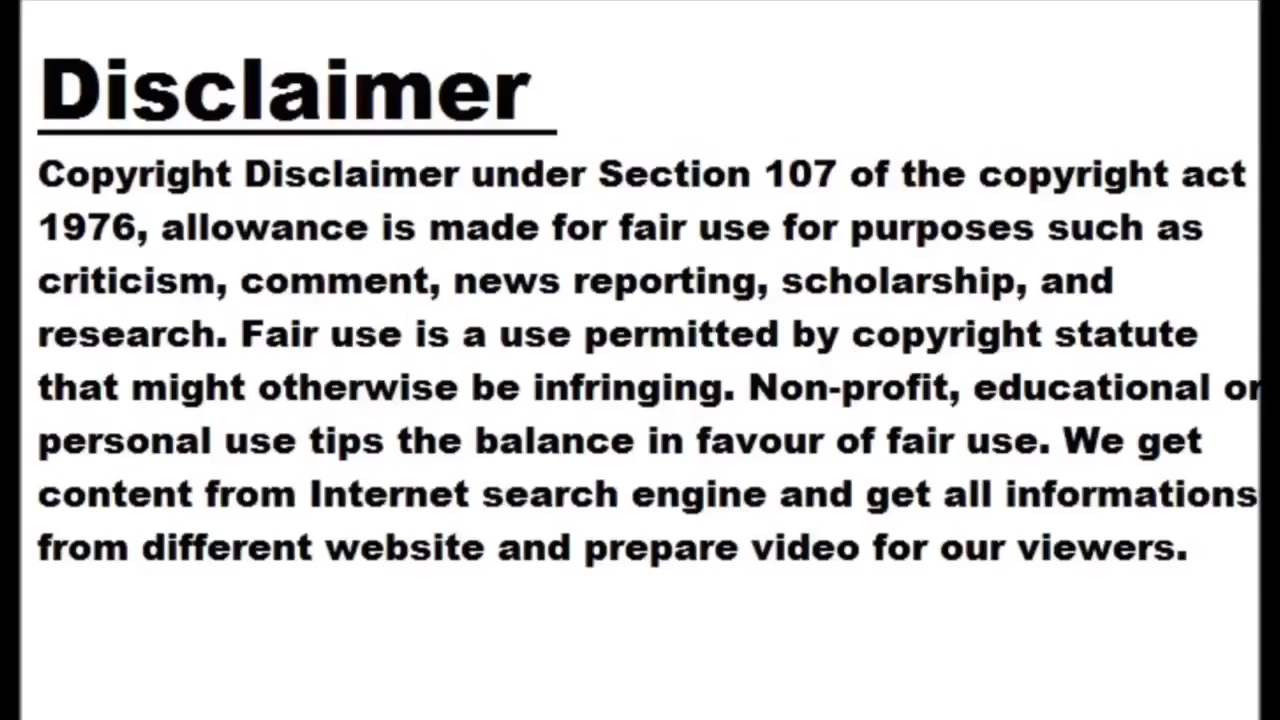 Disclaimer
Copyright Disclaimer under Section 107 of the copyright act
1976, allowance is made for fair use for purposes such as
criticism, comment, news reporting, scholarship, and
research. Fair use is a use permitted by copyright statute
that might otherwise be infringing. Non-profit, educational or
personal use tips the balance in favour of fair use. We get
content from Internet search engine and get all informations
from different website and prepare video for our viewers.